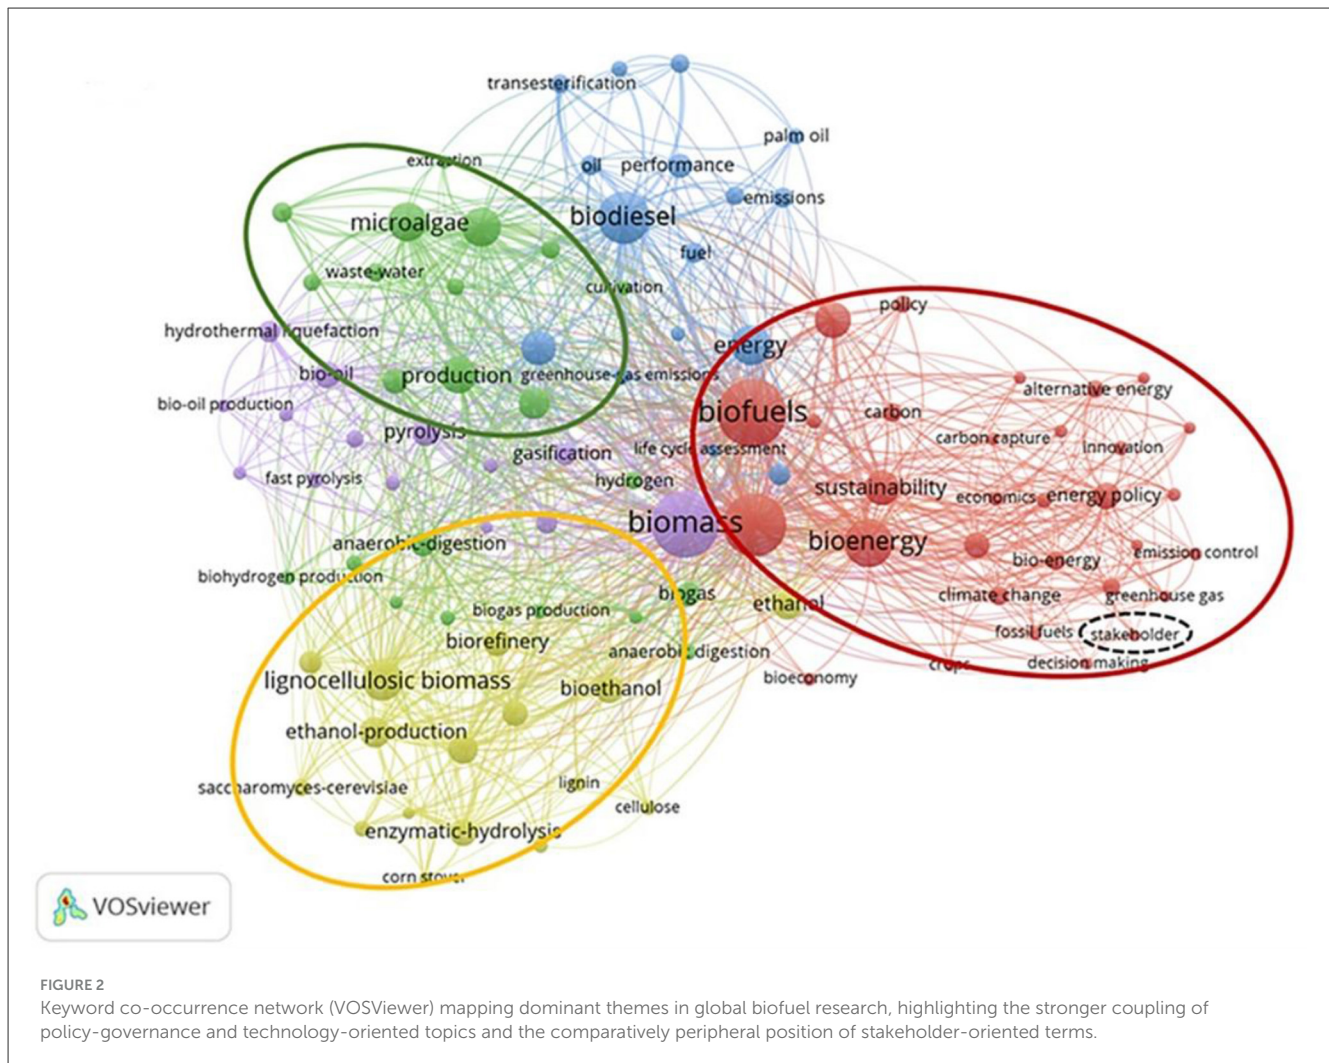 transesterification
palm oil
extraction
oil
performance
emissions
microalgae
biodiesel
fuel
waste-water
cultivation
policy
hydrothermal liquefaction
energy
bio-oil
production
greenhouse-gas emissions
alternative energy
bio-oil production
biofuels
carbon
pyrolysis
carbon capture
innovation
gasification
life cycle assessment
fast pyrolysis
hydrogen
sustainability
economics
energy policy
biomass
bioenergy
anaerobic-digestion
bio-energy
emission control
biohydrogen production
biogas
ethanol
climate change
greenhouse gas
biogas production
biorefinery
fossil fuels
stakeholder
anaerobic digestion
crops
decision making
lignocellulosic biomass
bioethanol
bioeconomy
ethanol-production
saccharomyces-cerevisiae
lignin
cellulose
enzymatic-hydrolysis
corn stover
VOSviewer
FIGURE 2
Keyword co-occurrence network (VOSViewer) mapping dominant themes in global biofuel research, highlighting the stronger coupling of
policy-governance and technology-oriented topics and the comparatively peripheral position of stakeholder-oriented terms.